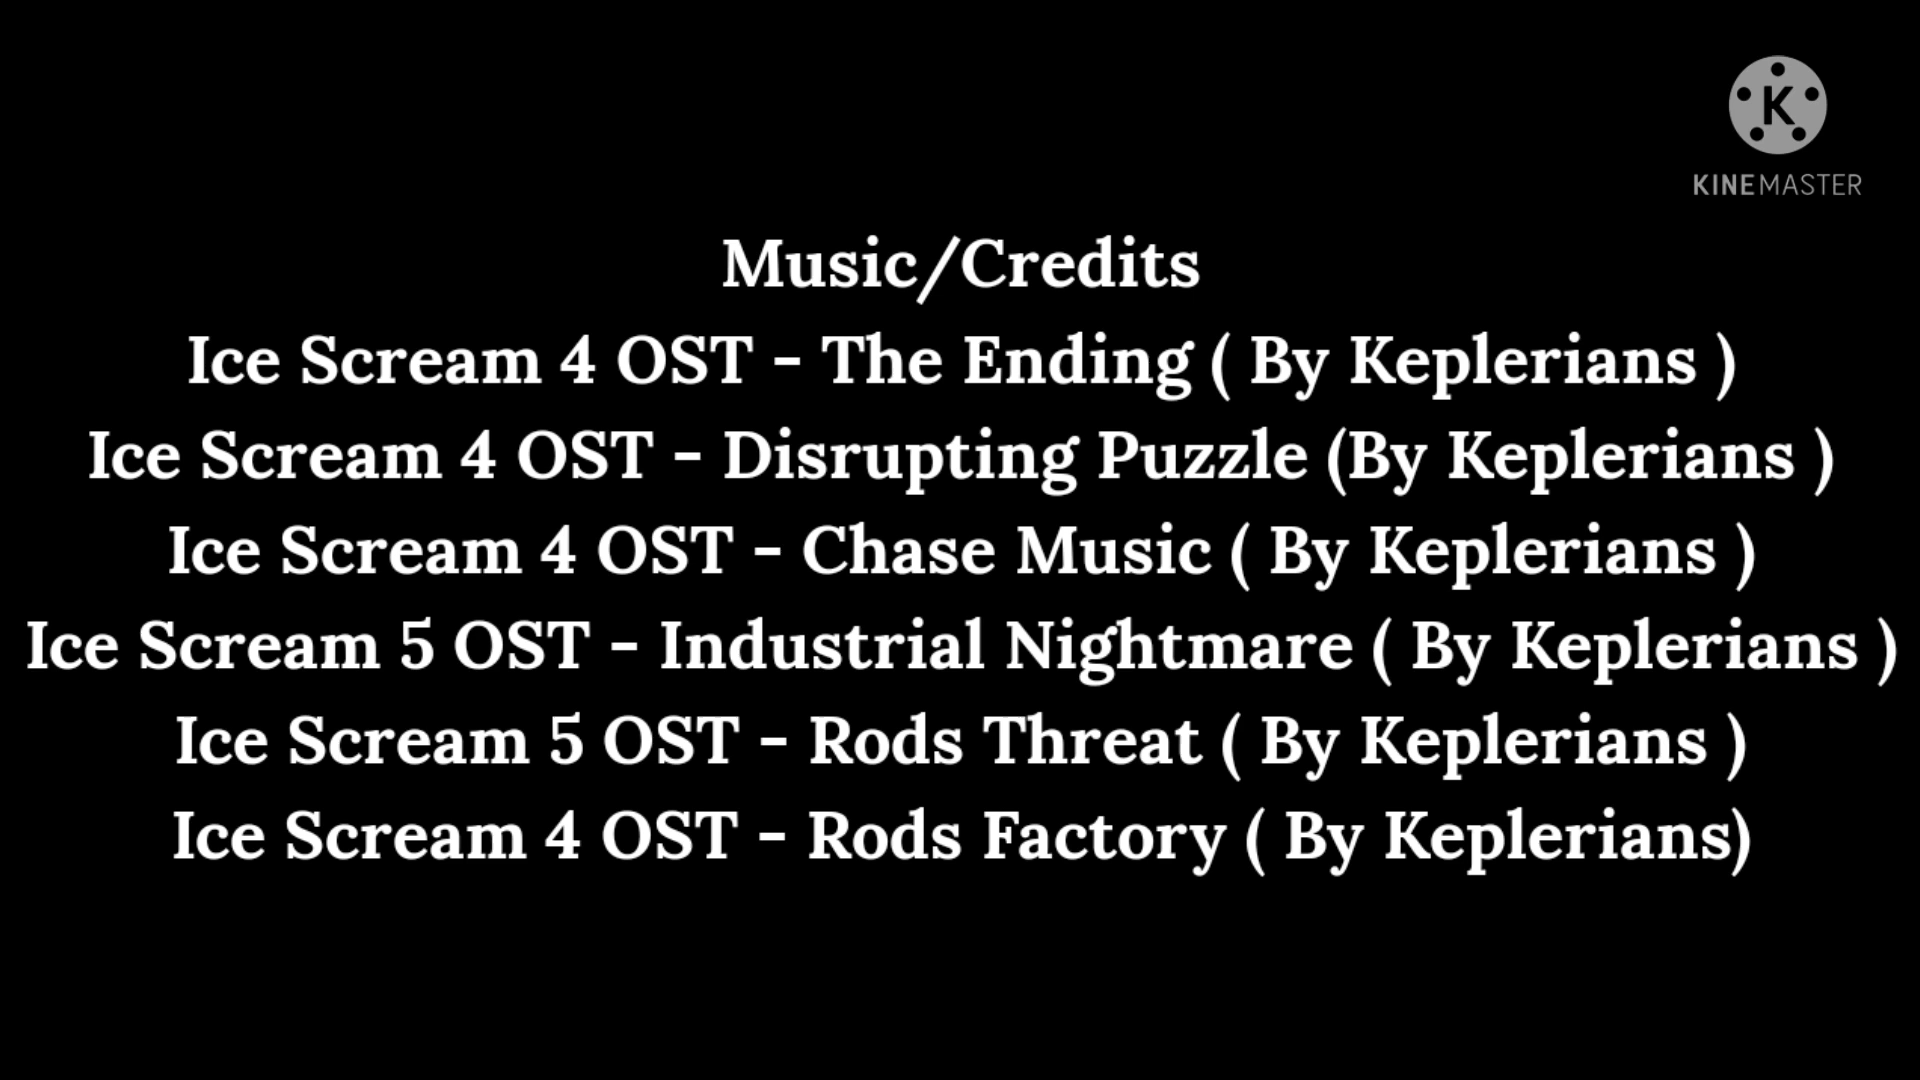 K
KINEMASTER
Music/Credits
Ice Scream 4 OST - The Ending ( By Keplerians )
Ice Scream 4 OST - Disrupting Puzzle (By Keplerians )
Ice Scream 4 OST - Chase Music ( By Keplerians )
Ice Scream 5 OST - Industrial Nightmare ( By Keplerians )
Ice Scream 5 OST - Rods Threat ( By Keplerians )
Ice Scream 4 OST - Rods Factory ( By Keplerians)